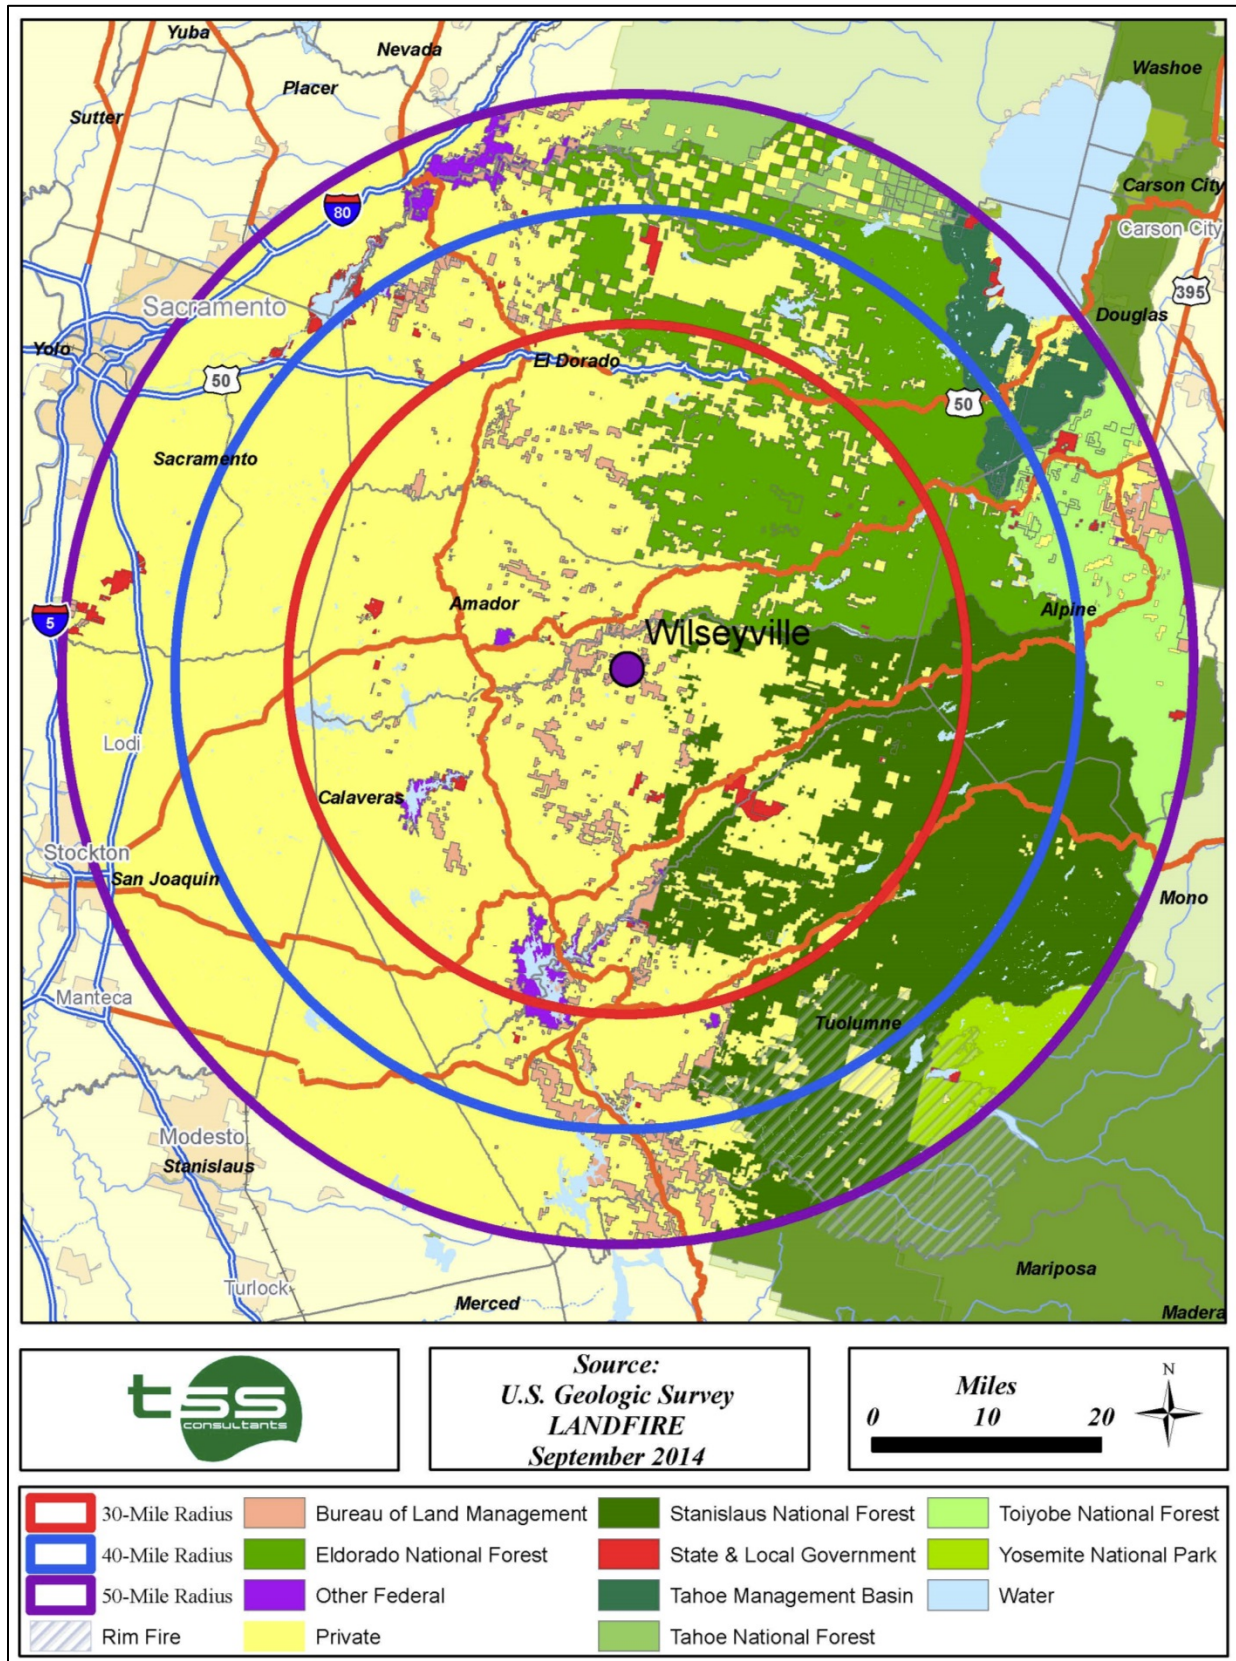 Yuba
Nevada
Placer
Washoe
Sutter
Carson City
80
Carson City
395
Sacramento
Douglas
Yolo
El Dorado
50
50
Sacramento
Amador
Alpine
5
Wilseyville
Lodi
Calaveras
Stockton
San Joaquin
Mono
Manteca
Tuolumne
Modesto
Stanislaus
Mariposa
Turlock
Merced
Madera
tss
consultants
Source:
U.S. Geologic Survey
LANDFIRE
September 2014
Miles
0 10 20
N
30-Mile Radius
40-Mile Radius
50-Mile Radius
Rim Fire
Bureau of Land Management
Eldorado National Forest
Other Federal
Private
Stanislaus National Forest
State & Local Government
Tahoe Management Basin
Tahoe National Forest
Toiyobe National Forest
Yosemite National Park
Water